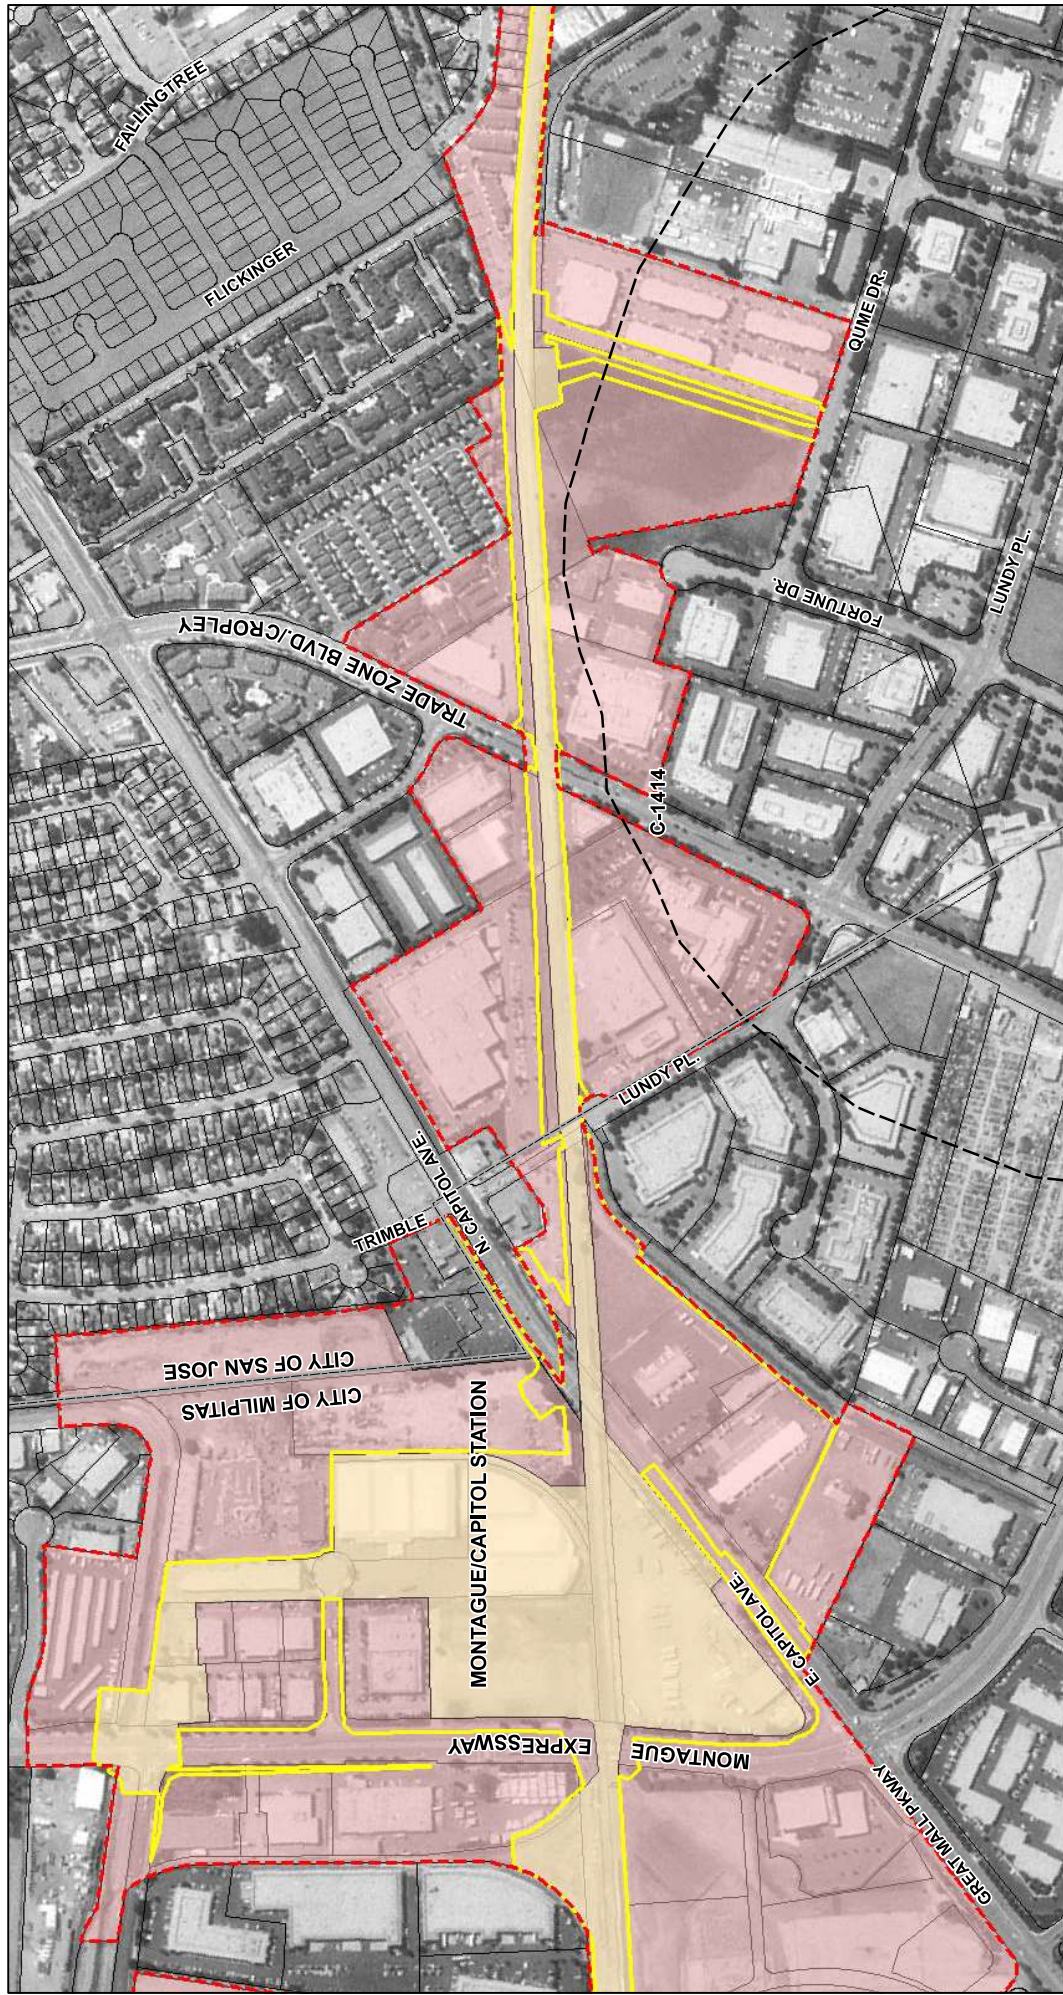 FALLINGTREE
FLICKINGER
QUME DR.
LUNDY PL.
FORTUNE DR.
TRADE ZONE BLVD./CROPLEY
C-1414
LUNDY PL.
N. CAPITOL AVE.
TRIMBLE
CITY OF SAN JOSE
CITY OF MILPITAS
MONTAGUE/CAPITOL STATION
E. CAPITOL AVE.
EXPRESSWAY
MONTAGUE
GREAT MALL PKWAY